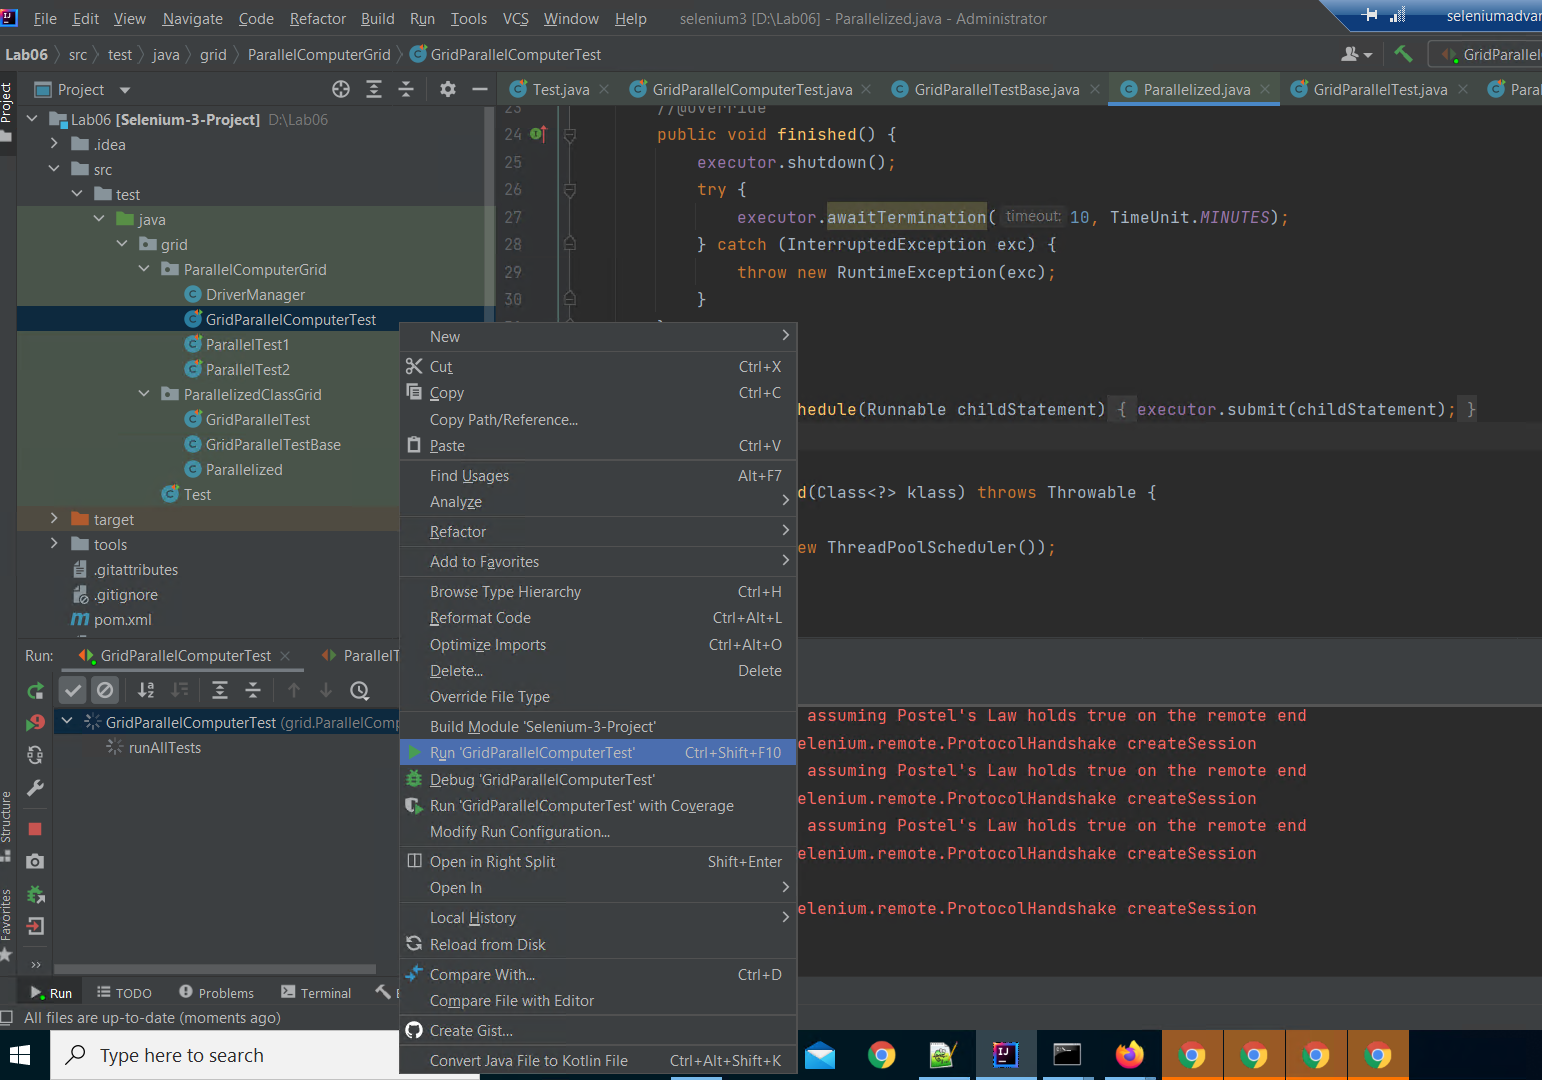 File Edit View Navigate Code Refactor Build Run Tools VCS Window Help selenium3 [D:\Lab06] - Parallelized.java - Administrator
Lab06 src test java grid ParallelComputerGrid GridParallelComputerTest
Project
Test.java GridParallelComputerTest.java GridParallelTestBase.java Parallelized.java GridParallelTest.java
Project
Lab06 [Selenium-3-Project] D:\Lab06
.idea
src
test
java
grid
ParallelComputerGrid
DriverManager
GridParallelComputerTest
ParallelTest1
ParallelTest2
ParallelizedClassGrid
GridParallelTest
GridParallelTestBase
Parallelized
Test
target
tools
.gitattributes
.gitignore
pom.xml
23 //@Override
24 public void finished() {
25 executor.shutdown();
26 try {
27 executor.awaitTermination( timeout: 10, TimeUnit.MINUTES);
28 } catch (InterruptedException exc) {
29 throw new RuntimeException(exc);
30 }
hedule(Runnable childStatement) { executor.submit(childStatement); }
d(Class<?> klass) throws Throwable {
ew ThreadPoolScheduler());
New
Cut Ctrl+X
Copy Ctrl+C
Copy Path/Reference...
Paste Ctrl+V
Find Usages Alt+F7
Analyze
Refactor
Add to Favorites
Browse Type Hierarchy Ctrl+H
Reformat Code Ctrl+Alt+L
Optimize Imports Ctrl+Alt+O
Delete... Delete
Override File Type
Build Module 'Selenium-3-Project'
Run 'GridParallelComputerTest' Ctrl+Shift+F10
Debug 'GridParallelComputerTest'
Run 'GridParallelComputerTest' with Coverage
Modify Run Configuration...
Open in Right Split Shift+Enter
Open In
Local History
Reload from Disk
Compare With... Ctrl+D
Compare File with Editor
Create Gist...
Convert Java File to Kotlin File Ctrl+Alt+Shift+K
Run: GridParallelComputerTest
GridParallelComputerTest
runAllTests
assuming Postel's Law holds true on the remote end
elenium.remote.ProtocolHandshake createSession
assuming Postel's Law holds true on the remote end
elenium.remote.ProtocolHandshake createSession
assuming Postel's Law holds true on the remote end
elenium.remote.ProtocolHandshake createSession
elenium.remote.ProtocolHandshake createSession
Structure
Favorites
Run TODO Problems Terminal
All files are up-to-date (moments ago)
Type here to search